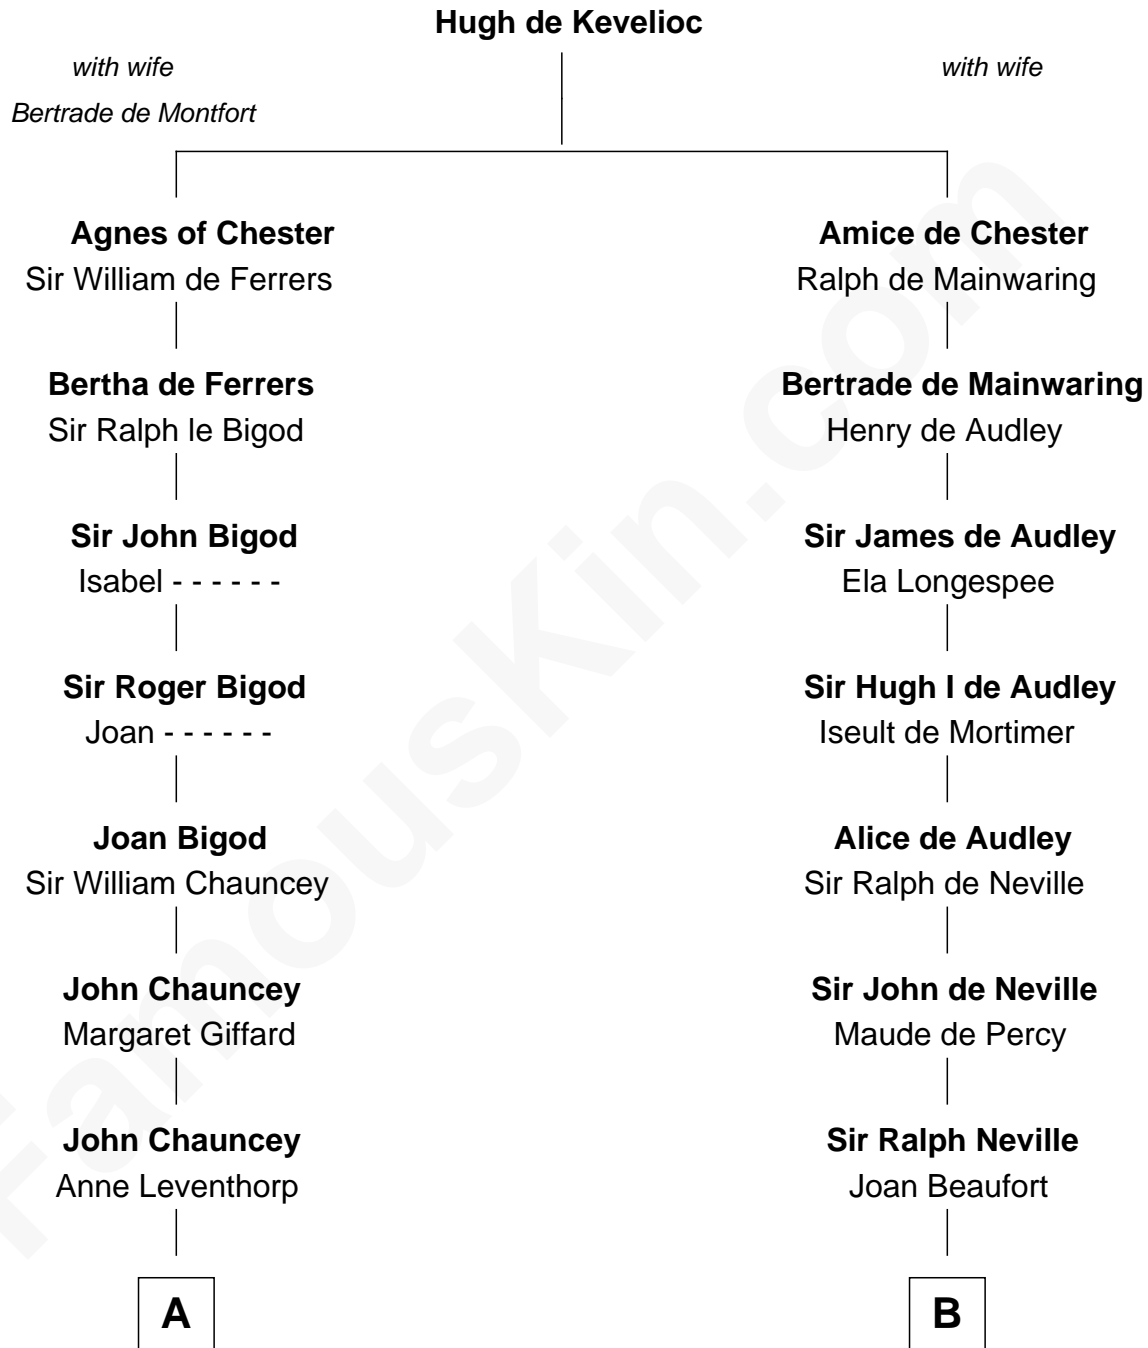 Hugh de Kevelioc
with wife
Bertrade de Montfort
with wife
Agnes of Chester
Sir William de Ferrers
Amice de Chester
Ralph de Mainwaring
Bertha de Ferrers
Sir Ralph le Bigod
Bertrade de Mainwaring
Henry de Audley
Sir John Bigod
Isabel - - - - - -
Sir James de Audley
Ela Longespee
Sir Roger Bigod
Joan - - - - - -
Sir Hugh I de Audley
Iseult de Mortimer
Joan Bigod
Sir William Chauncey
Alice de Audley
Sir Ralph de Neville
John Chauncey
Margaret Giffard
Sir John de Neville
Maude de Percy
John Chauncey
Anne Leventhorp
Sir Ralph Neville
Joan Beaufort
A
B
FamousKin.com